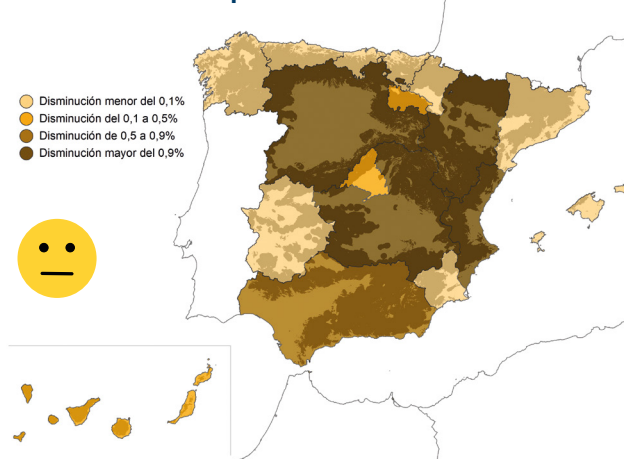 Disminución menor del 0,1%
Disminución del 0,1 a 0,5%
Disminución de 0,5 a 0,9%
Disminución mayor del 0,9%